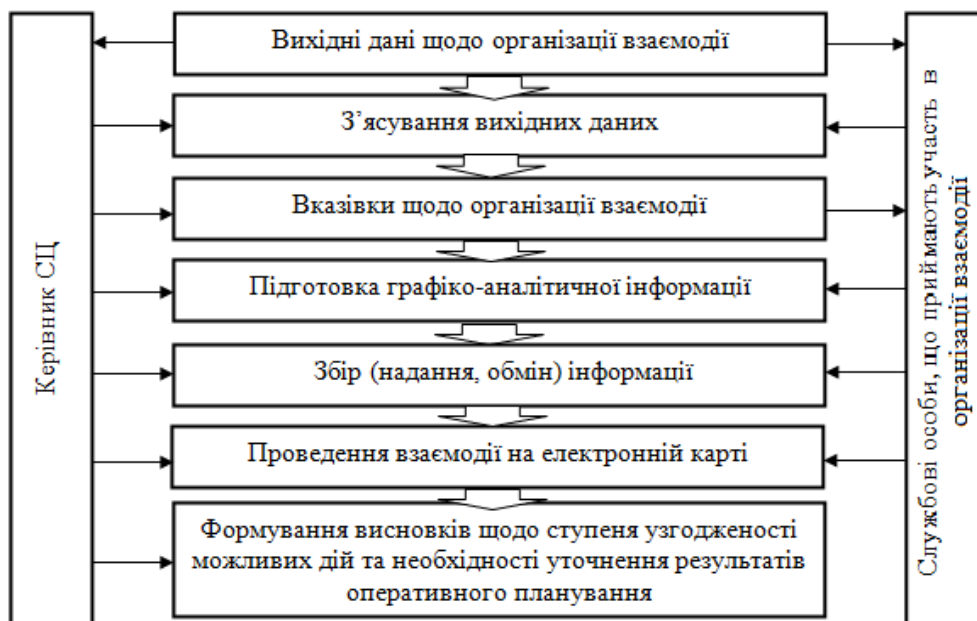 Керівник СЦ
Вихідні дані щодо організації взаємодії
З’ясування вихідних даних
Вказівки щодо організації взаємодії
Підготовка графіко-аналітичної інформації
Збір (надання, обмін) інформації
Проведення взаємодії на електронній карті
Формування висновків щодо ступеня узгодженості
можливих дій та необхідності уточнення результатів
оперативного планування
Службові особи, що приймають участь в
організації взаємодії